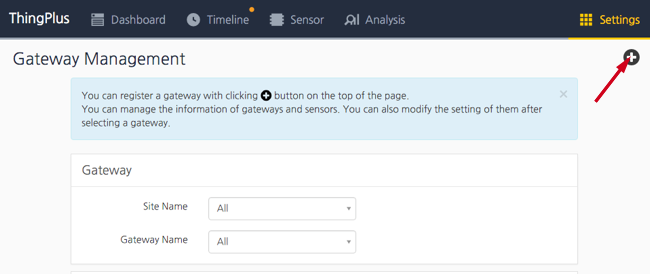 ThingPlus Dashboard Timeline Sensor Analysis Settings
Gateway Management
You can register a gateway with clicking button on the top of the page.
You can manage the information of gateways and sensors. You can also modify the setting of them after
selecting a gateway.
Gateway
Site Name All
Gateway Name All